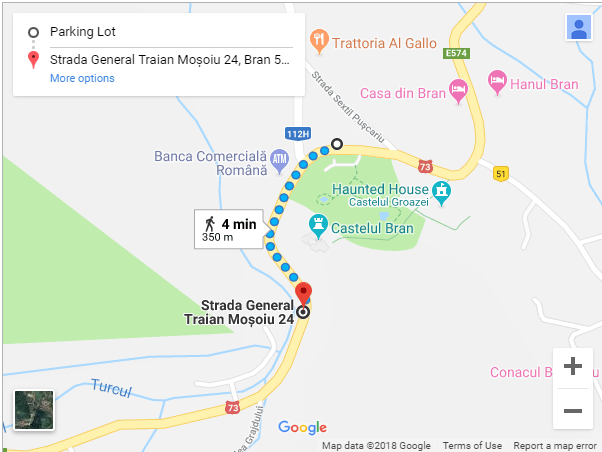 Parking Lot
Strada General Traian Moșoiu 24, Bran 5...
More options
Trattoria Al Gallo
E574
Hanul Bran
Casa din Bran
Strada Sextil Pușcariu
112H
Banca Comercială
Română
ATM
73
51
Haunted House
Castelul Groazei
Castelul Bran
4 min
350 m
Strada General
Traian Moșoiu 24
Conacul B
Turcul
73
Grajdului
Google
Map data ©2018 Google
Terms of Use
Report a map error